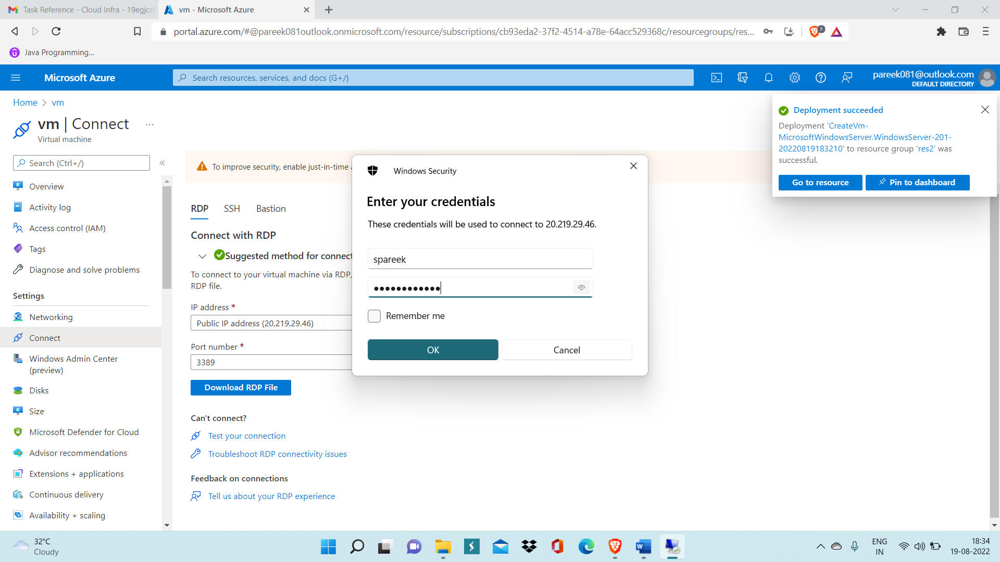 Task Reference - Cloud Infra - 19egjcs
vm - Microsoft Azure
portal.azure.com/#@pareek081outlook.onmicrosoft.com/resource/subscriptions/cb93eda2-37f2-4514-a78e-64acc529368c/resourcegroups/res...
3
Java Programming...
Microsoft Azure
Search resources, services, and docs (G+/)
pareek081@outlook.com
DEFAULT DIRECTORY
Home > vm
vm | Connect ...
Virtual machine
Search (Ctrl+/)
«
Overview
Activity log
Access control (IAM)
Tags
Diagnose and solve problems
Settings
Networking
Connect
Windows Admin Center
(preview)
Disks
Size
Microsoft Defender for Cloud
Advisor recommendations
Extensions + applications
Continuous delivery
Availability + scaling
To improve security, enable just-in-time
RDP
SSH
Bastion
Connect with RDP
Suggested method for connect
To connect to your virtual machine via RDP,
RDP file.
IP address *
Public IP address (20.219.29.46)
Port number *
3389
Download RDP File
Can't connect?
Test your connection
Troubleshoot RDP connectivity issues
Feedback on connections
Tell us about your RDP experience
Windows Security
Enter your credentials
These credentials will be used to connect to 20.219.29.46.
spareek
●●●●●●●●●●●●
Remember me
OK
Cancel
Deployment succeeded
Deployment 'CreateVm-
MicrosoftWindowsServer.WindowsServer-201-
20220819183210' to resource group 'res2' was
successful.
Go to resource
Pin to dashboard
32°C
Cloudy
ENG
IN
18:34
19-08-2022